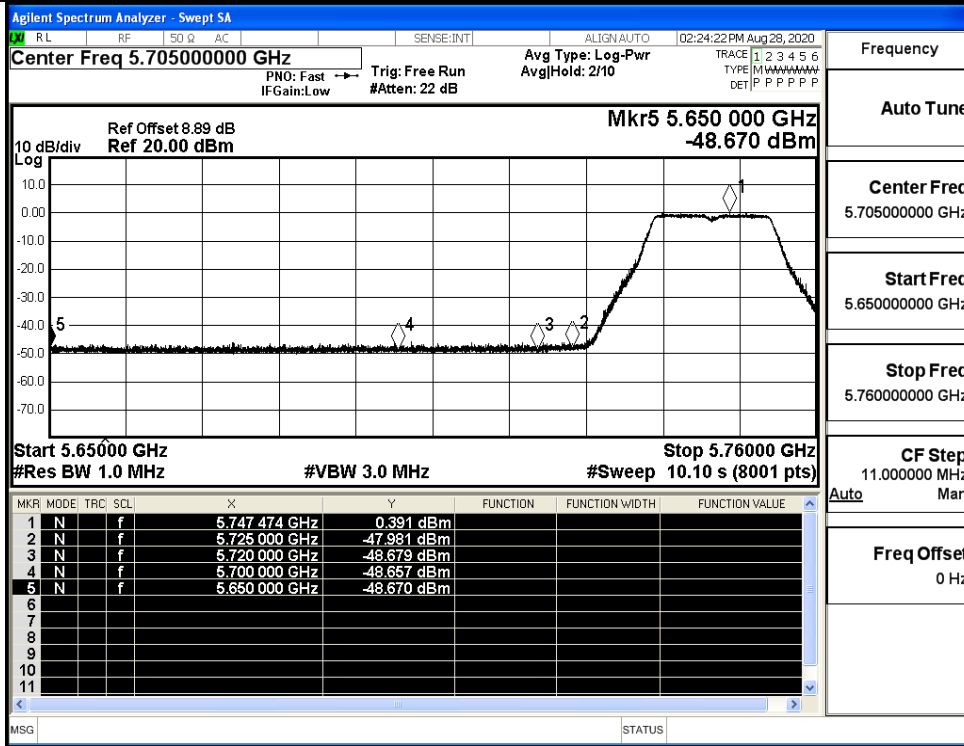 Agilent Spectrum Analyzer - Swept SA
LXI RL RF 50 Ω AC SENSE:INT ALIGN AUTO 02:24:22 PM Aug 28, 2020
Center Freq 5.705000000 GHz Avg Type: Log-Pwr TRACE 1 2 3 4 5 6
PNO: Fast Trig: Free Run Avg|Hold: 2/10 TYPE M WWWWW
IFGain:Low #Atten: 22 dB DET P P P P P P
Mkr5 5.650 000 GHz
-48.670 dBm
Ref Offset 8.89 dB
10 dB/div Ref 20.00 dBm
Log
10.0
0.00
-10.0
-20.0
-30.0
-40.0
-50.0
-60.0
-70.0
1
5 4 3 2
Start 5.65000 GHz Stop 5.76000 GHz
#Res BW 1.0 MHz #VBW 3.0 MHz #Sweep 10.10 s (8001 pts)
MKR MODE TRC SCL X Y FUNCTION FUNCTION WIDTH FUNCTION VALUE
1 N f 5.747 474 GHz 0.391 dBm
2 N f 5.725 000 GHz -47.981 dBm
3 N f 5.720 000 GHz -48.679 dBm
4 N f 5.700 000 GHz -48.657 dBm
5 N f 5.650 000 GHz -48.670 dBm
6
7
8
9
10
11
MSG STATUS
Frequency
Auto Tune
Center Freq
5.705000000 GHz
Start Freq
5.650000000 GHz
Stop Freq
5.760000000 GHz
CF Step
11.000000 MHz
Auto Man
Freq Offset
0 Hz